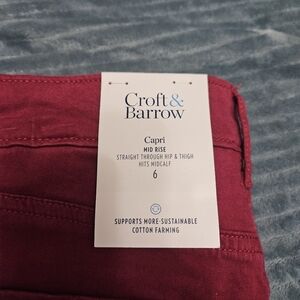 Croft &
Barrow
Capri
MID RISE
STRAIGHT THROUGH HIP & THIGH
HITS MIDCALF
6
SUPPORTS MORE-SUSTAINABLE
COTTON FARMING